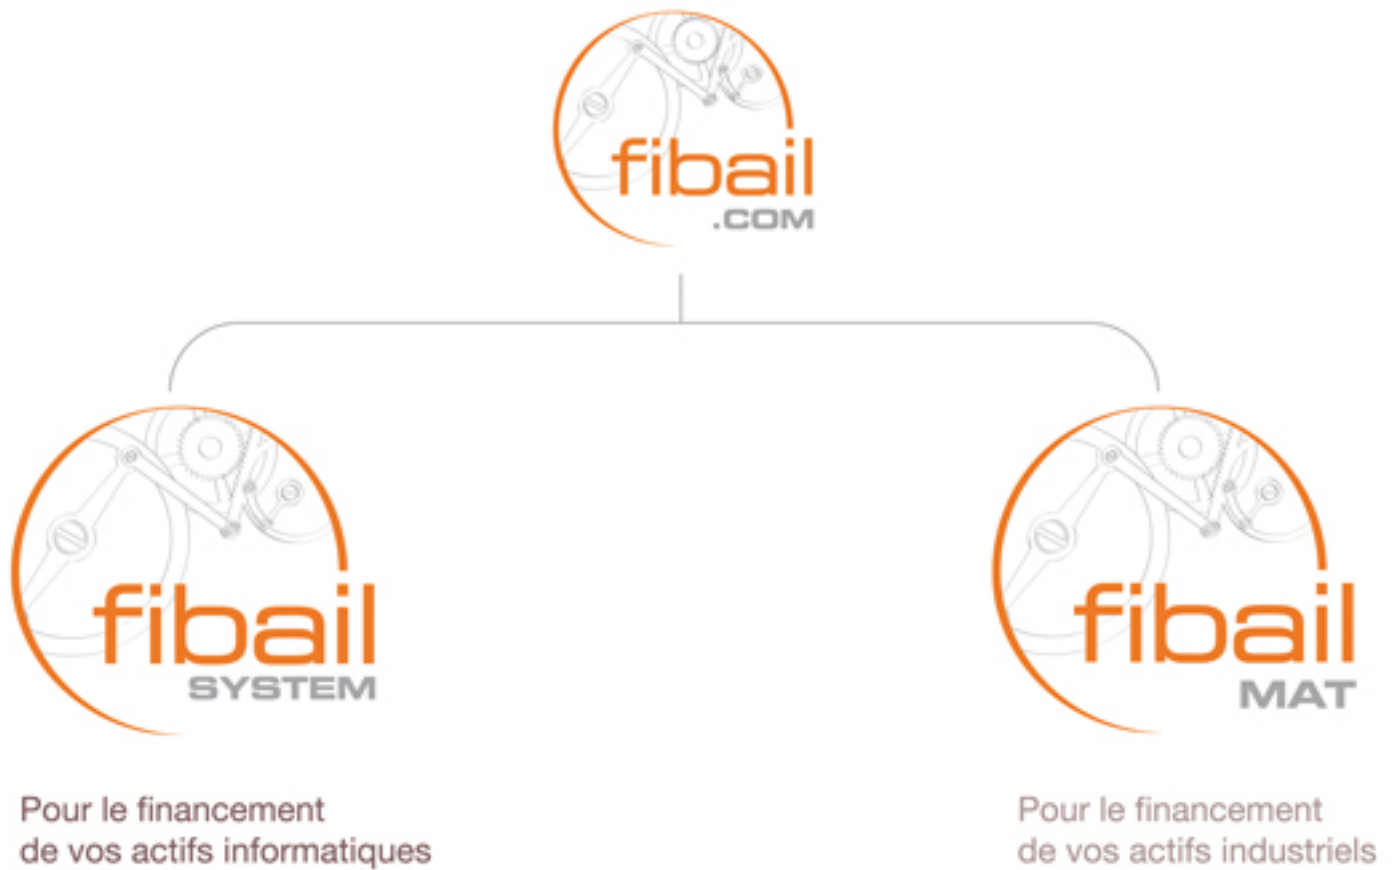 fibail
.COM
fibail
SYSTEM
fibail
MAT
Pour le financement
de vos actifs informatiques
Pour le financement
de vos actifs industriels